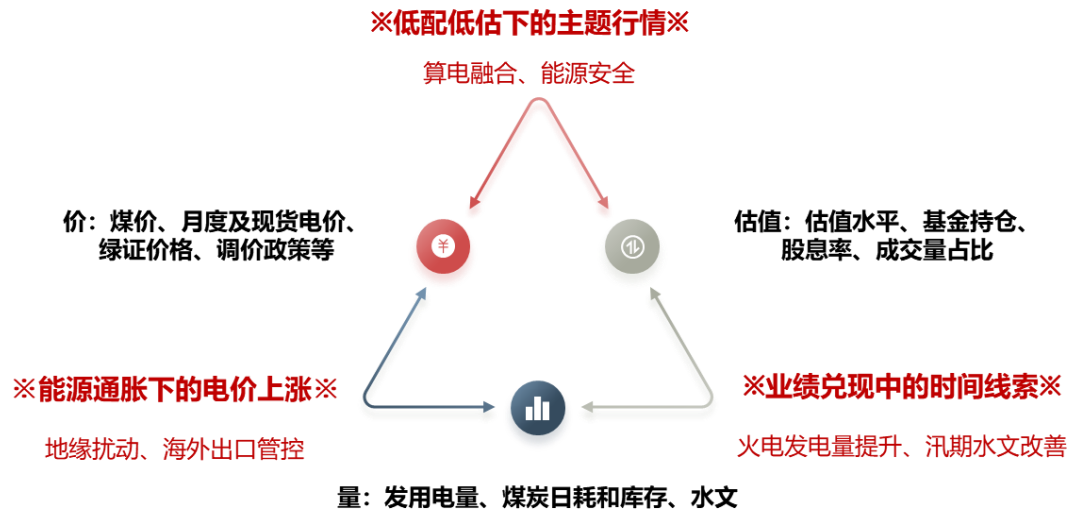 ※低配低估下的主题行情※
算电融合、能源安全
价：煤价、月度及现货电价、
绿证价格、调价政策等
¥
估值：估值水平、基金持仓、
股息率、成交量占比
※能源通胀下的电价上涨※
地缘扰动、海外出口管控
※业绩兑现中的时间线索※
火电发电量提升、汛期水文改善
量：发用电量、煤炭日耗和库存、水文